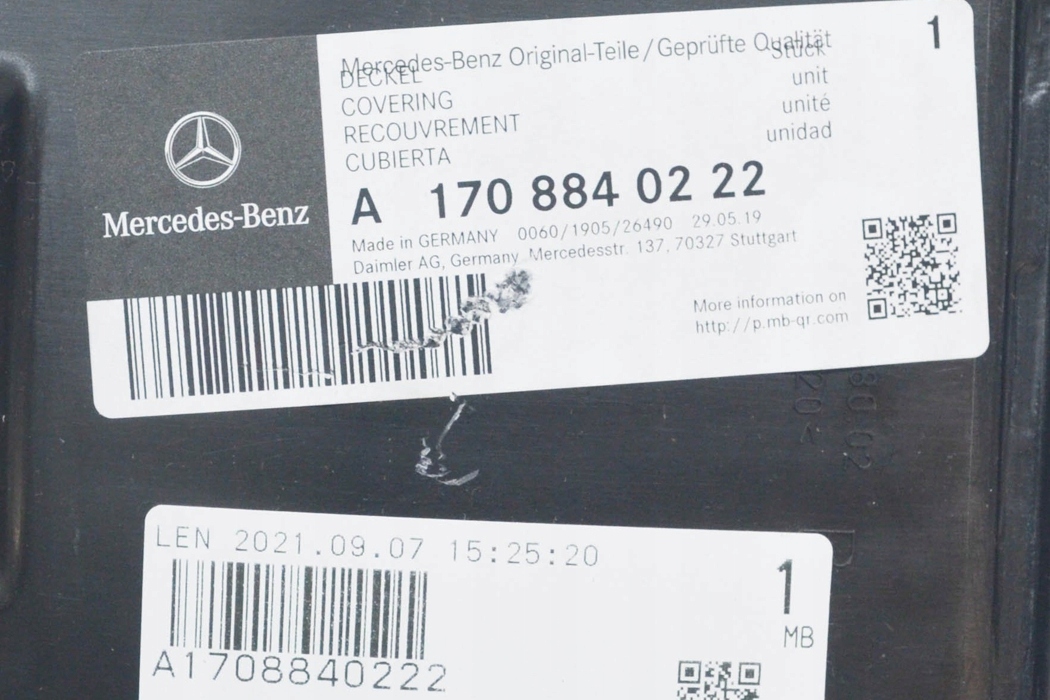 Mercedes-Benz Original-Teile/Geprüfte Qualität
1
DECKEL
Stück
COVERING
unit
RECOUVREMENT
unité
CUBIERTA
unidad
A 170 884 02 22
Mercedes-Benz
Made in GERMANY 0060/1905/26490 29.05.19
Daimler AG, Germany Mercedesstr. 137, 70327 Stuttgart
More information on
http://p.mb-qr.com
LEN 2021.09.07 15:25:20
1
MB
A1708840222